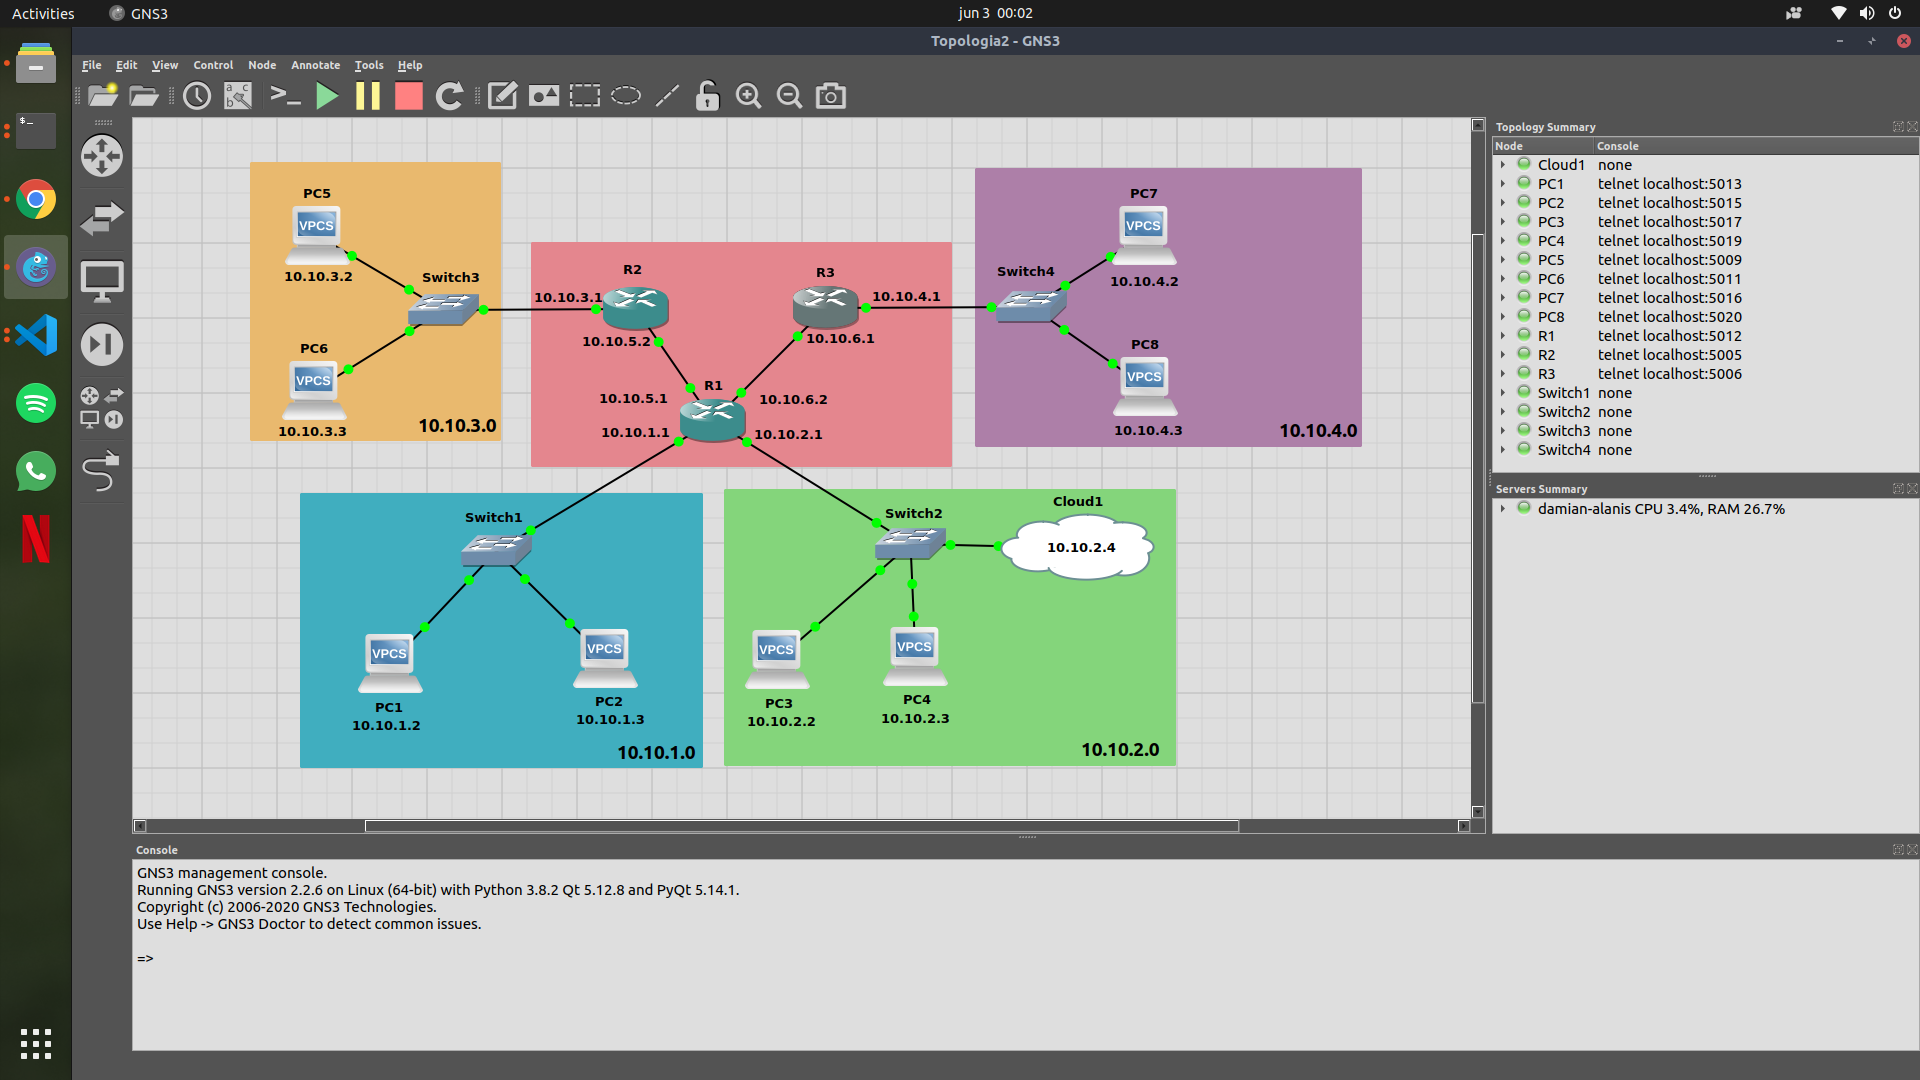 Activities GNS3 jun 3 00:02
Topologia2 - GNS3
File Edit View Control Node Annotate Tools Help
PC5
VPCS
10.10.3.2
Switch3
PC6
VPCS
10.10.3.3
10.10.3.0
R2
10.10.3.1
10.10.5.2
R3
10.10.4.1
10.10.6.1
R1
10.10.5.1
10.10.6.2
10.10.1.1
10.10.2.1
PC7
VPCS
10.10.4.2
Switch4
PC8
VPCS
10.10.4.3
10.10.4.0
Switch1
VPCS
PC1
10.10.1.2
VPCS
PC2
10.10.1.3
10.10.1.0
Switch2
Cloud1
10.10.2.4
VPCS
PC3
10.10.2.2
VPCS
PC4
10.10.2.3
10.10.2.0
Topology Summary
Node Console
Cloud1 none
PC1 telnet localhost:5013
PC2 telnet localhost:5015
PC3 telnet localhost:5017
PC4 telnet localhost:5019
PC5 telnet localhost:5009
PC6 telnet localhost:5011
PC7 telnet localhost:5016
PC8 telnet localhost:5020
R1 telnet localhost:5012
R2 telnet localhost:5005
R3 telnet localhost:5006
Switch1 none
Switch2 none
Switch3 none
Switch4 none
Servers Summary
damian-alanis CPU 3.4%, RAM 26.7%
Console
GNS3 management console.
Running GNS3 version 2.2.6 on Linux (64-bit) with Python 3.8.2 Qt 5.12.8 and PyQt 5.14.1.
Copyright (c) 2006-2020 GNS3 Technologies.
Use Help -> GNS3 Doctor to detect common issues.
=>